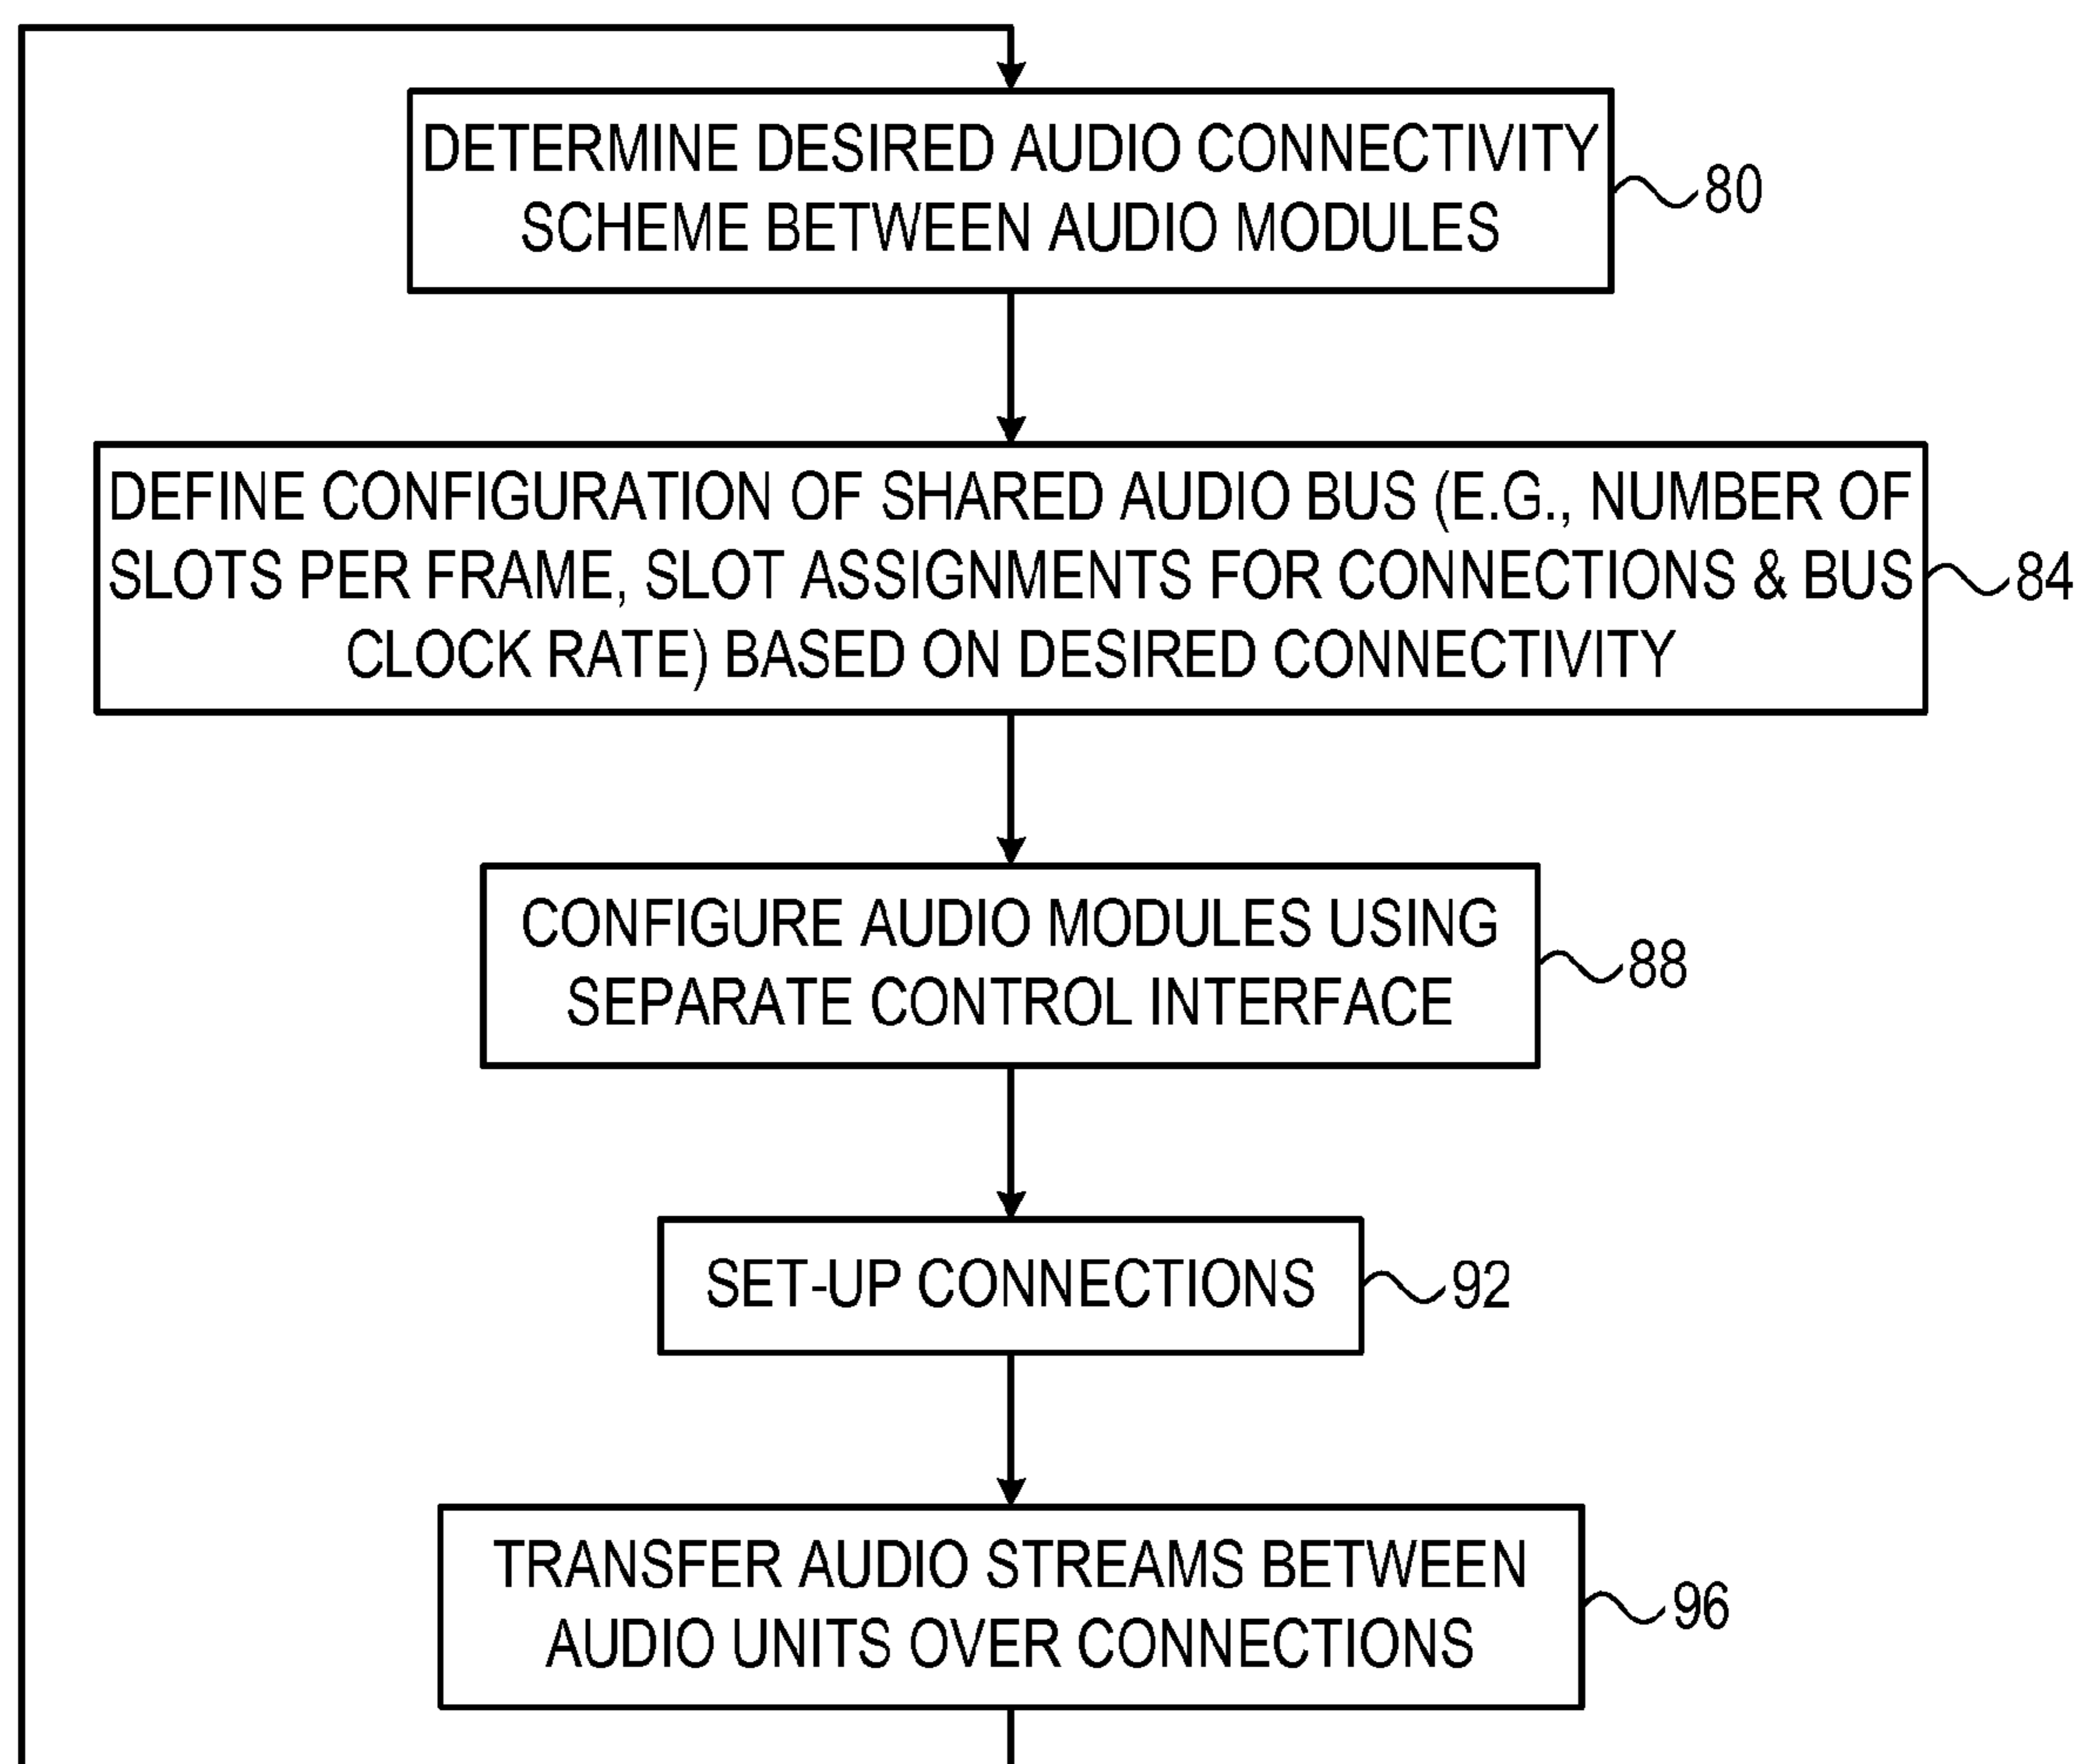 DETERMINE DESIRED AUDIO CONNECTIVITY
SCHEME BETWEEN AUDIO MODULES
80
DEFINE CONFIGURATION OF SHARED AUDIO BUS (E.G., NUMBER OF
SLOTS PER FRAME, SLOT ASSIGNMENTS FOR CONNECTIONS & BUS
CLOCK RATE) BASED ON DESIRED CONNECTIVITY
84
CONFIGURE AUDIO MODULES USING
SEPARATE CONTROL INTERFACE
88
SET-UP CONNECTIONS
92
TRANSFER AUDIO STREAMS BETWEEN
AUDIO UNITS OVER CONNECTIONS
96